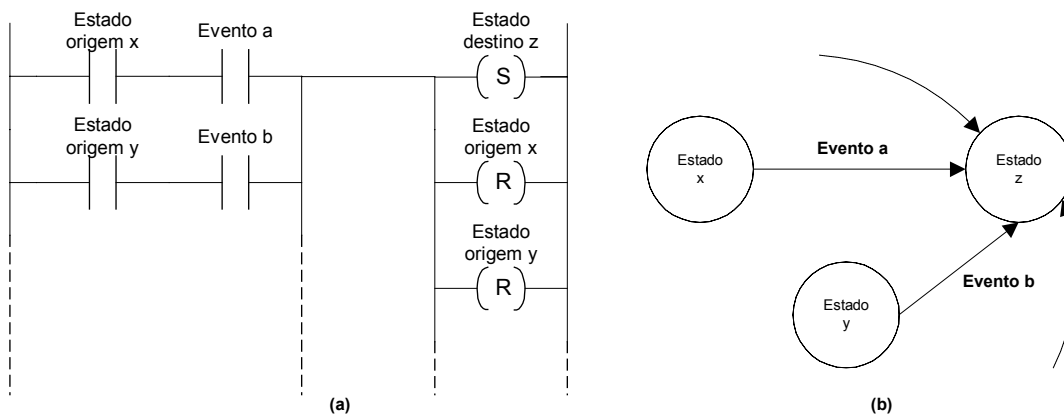 Estado
origem x
Evento a
Estado
destino z
S
Estado
origem y
Evento b
Estado
origem x
R
Estado
origem y
R
(a)
Estado
x
Evento a
Estado
z
Evento b
Estado
y
(b)